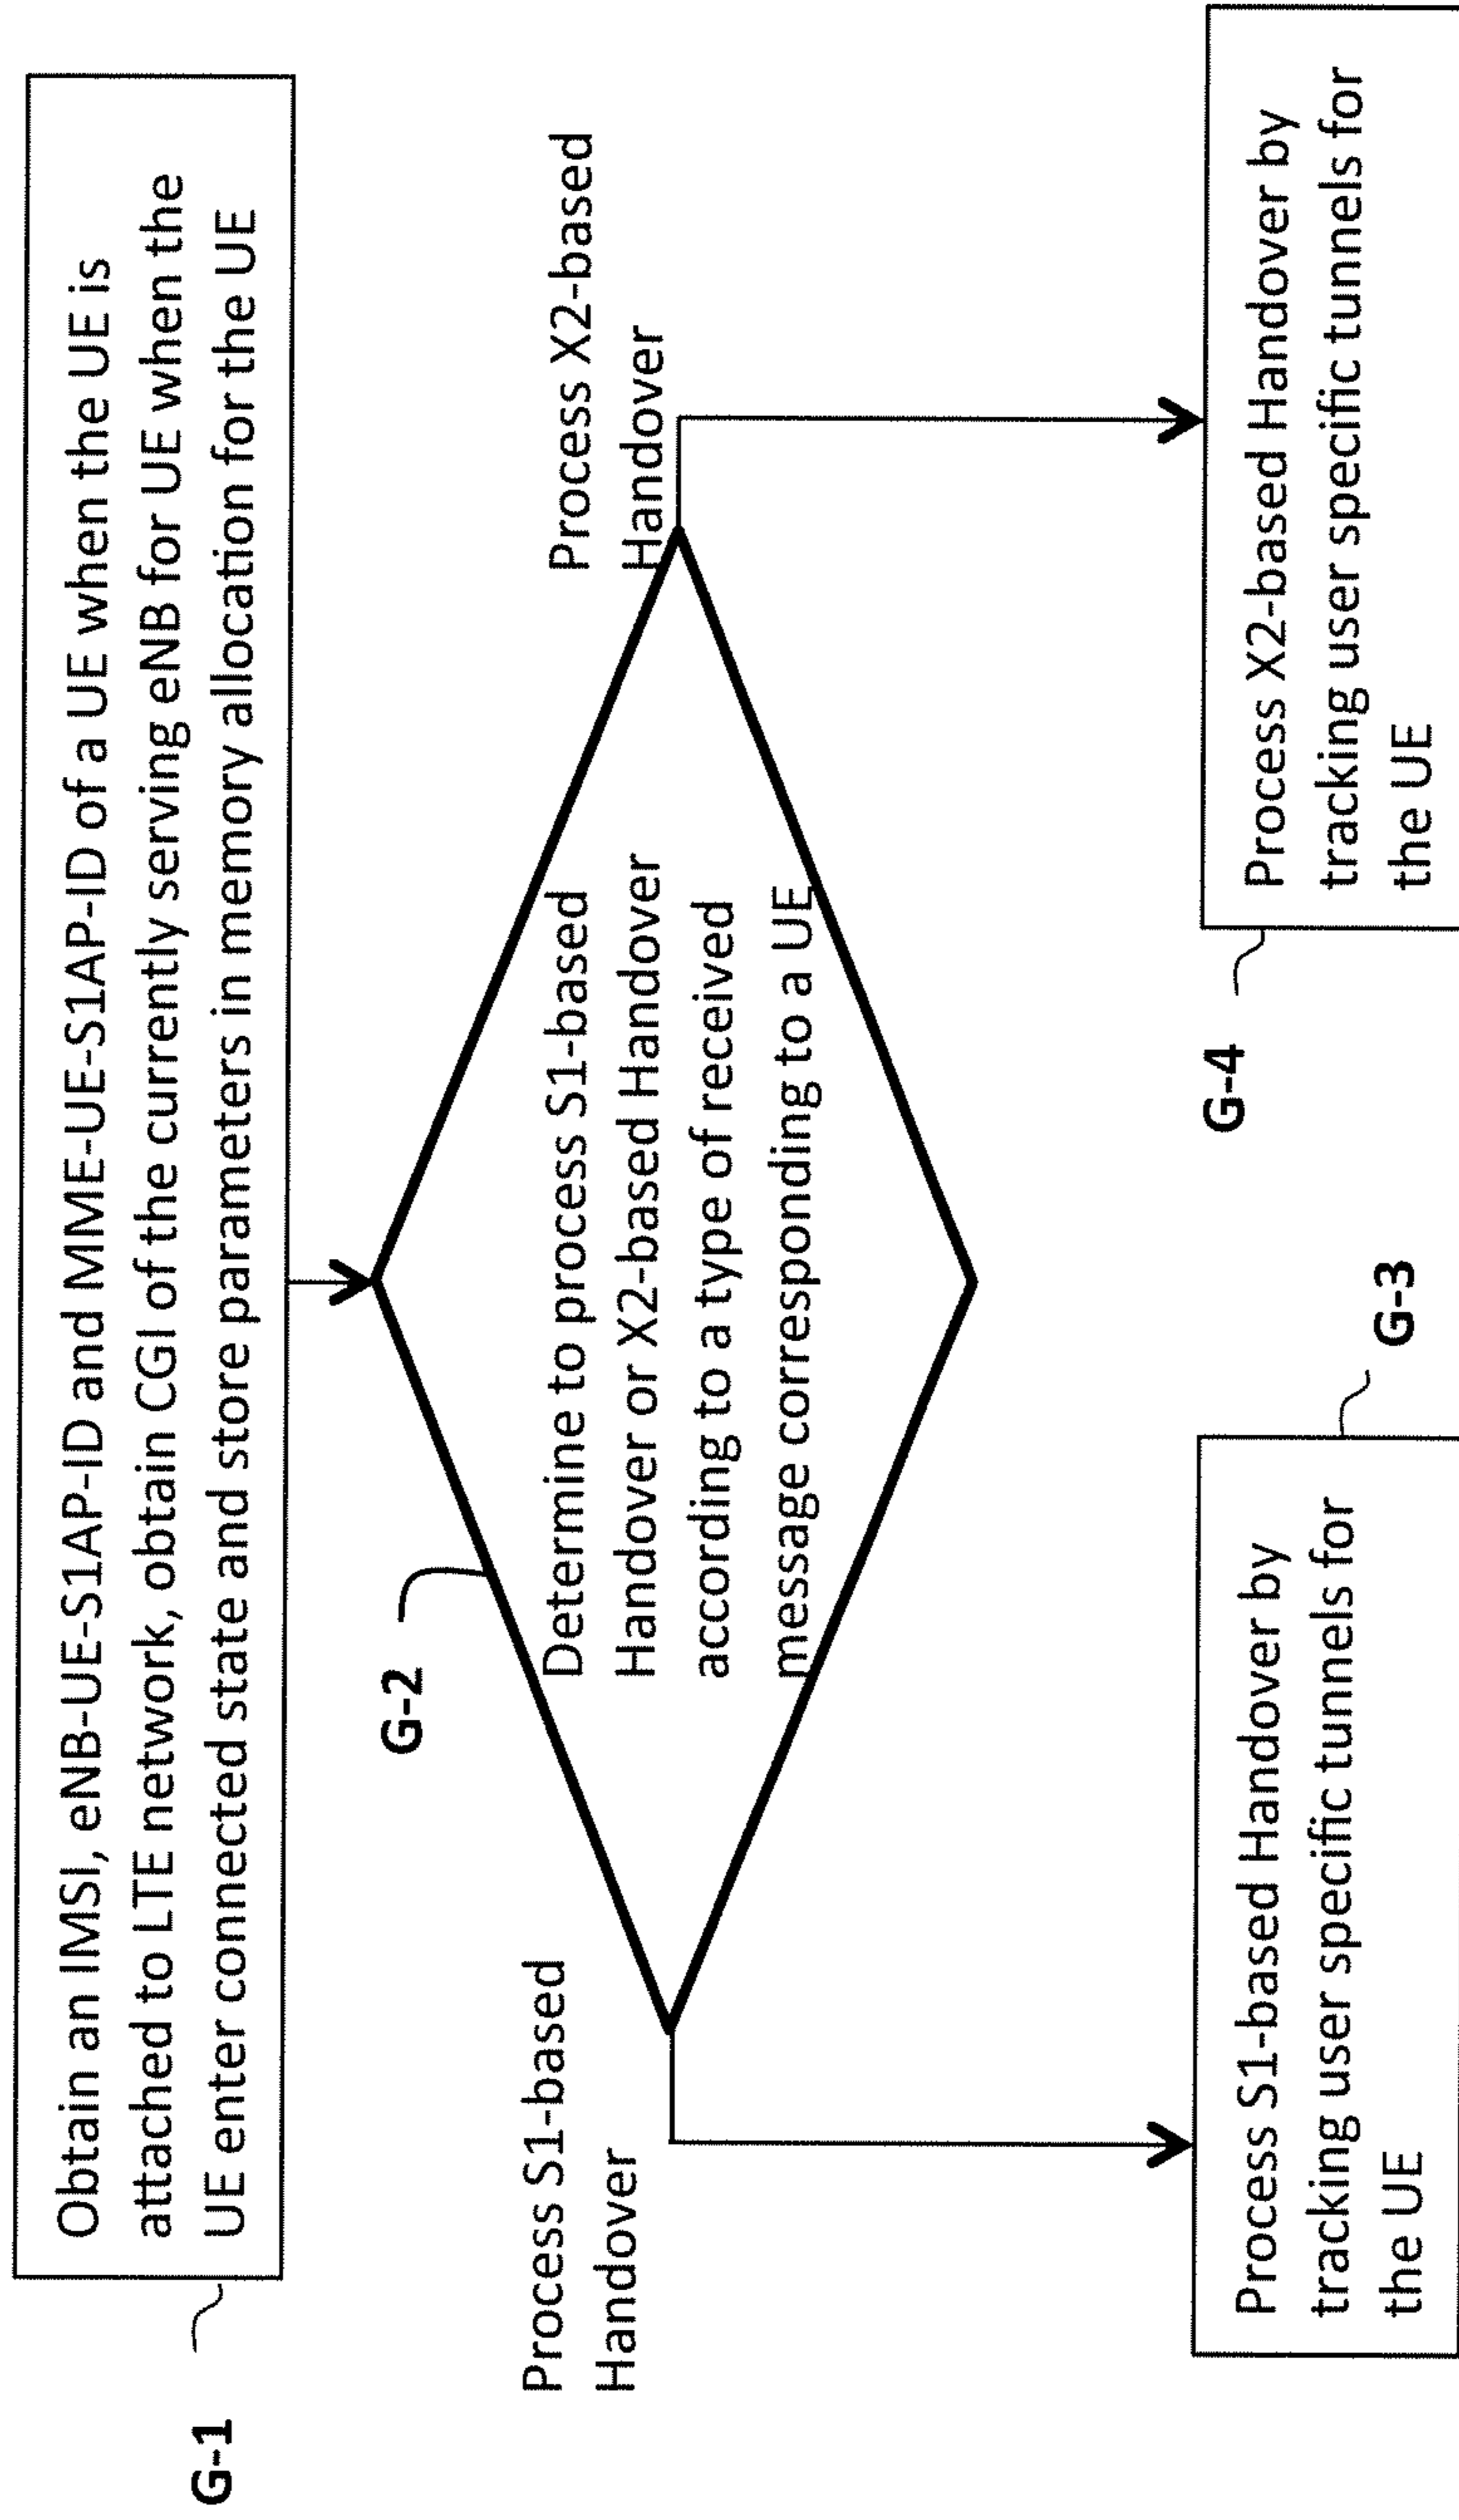 G-1
Obtain an IMSI, eNB-UE-S1AP-ID and MME-UE-S1AP-ID of a UE when the UE is
attached to LTE network, obtain CGI of the currently serving eNB for UE when the
UE enter connected state and store parameters in memory allocation for the UE
G-2
Determine to process S1-based
Handover or X2-based Handover
according to a type of received
message corresponding to a UE
Process S1-based
Handover
Process X2-based
Handover
Process S1-based Handover by
tracking user specific tunnels for
the UE
G-3
G-4
Process X2-based Handover by
tracking user specific tunnels for
the UE